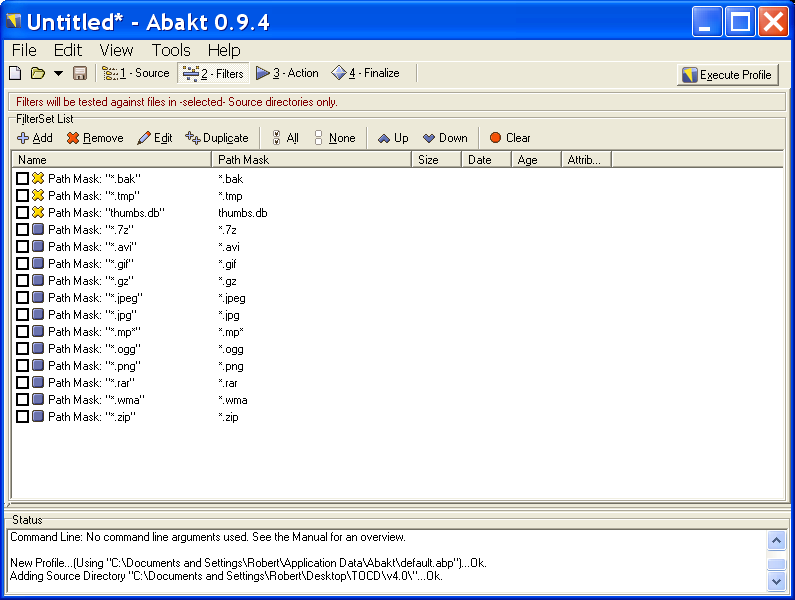 Untitled* - Abakt 0.9.4
File Edit View Tools Help
1 - Source 2 - Filters 3 - Action 4 - Finalize Execute Profile
Filters will be tested against files in -selected- Source directories only.
FilterSet List
Add Remove Edit Duplicate All None Up Down Clear
Name Path Mask Size Date Age Attrib...
Path Mask: "*.bak" *.bak
Path Mask: "*.tmp" *.tmp
Path Mask: "thumbs.db" thumbs.db
Path Mask: "*.7z" *.7z
Path Mask: "*.avi" *.avi
Path Mask: "*.gif" *.gif
Path Mask: "*.gz" *.gz
Path Mask: "*.jpeg" *.jpeg
Path Mask: "*.jpg" *.jpg
Path Mask: "*.mp*" *.mp*
Path Mask: "*.ogg" *.ogg
Path Mask: "*.png" *.png
Path Mask: "*.rar" *.rar
Path Mask: "*.wma" *.wma
Path Mask: "*.zip" *.zip
Status
Command Line: No command line arguments used. See the Manual for an overview.
New Profile...(Using "C:\Documents and Settings\Robert\Application Data\Abakt\default.abp")...Ok.
Adding Source Directory "C:\Documents and Settings\Robert\Desktop\TOCD\v4.0\"...Ok.